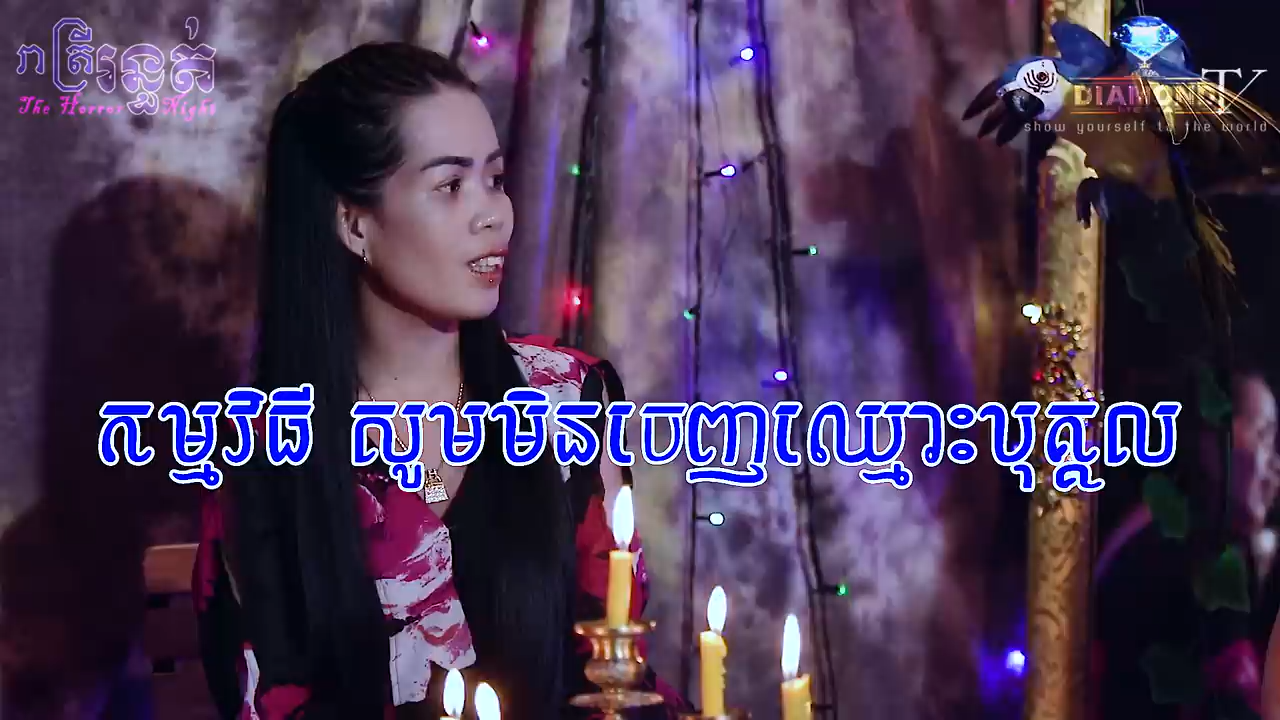 រាត្រីរន្ធត់
The Horror Night
DIAMOND TV
show yourself to the world
កម្មវិធី សូមមិនបញ្ចេញឈ្មោះបុគ្គល